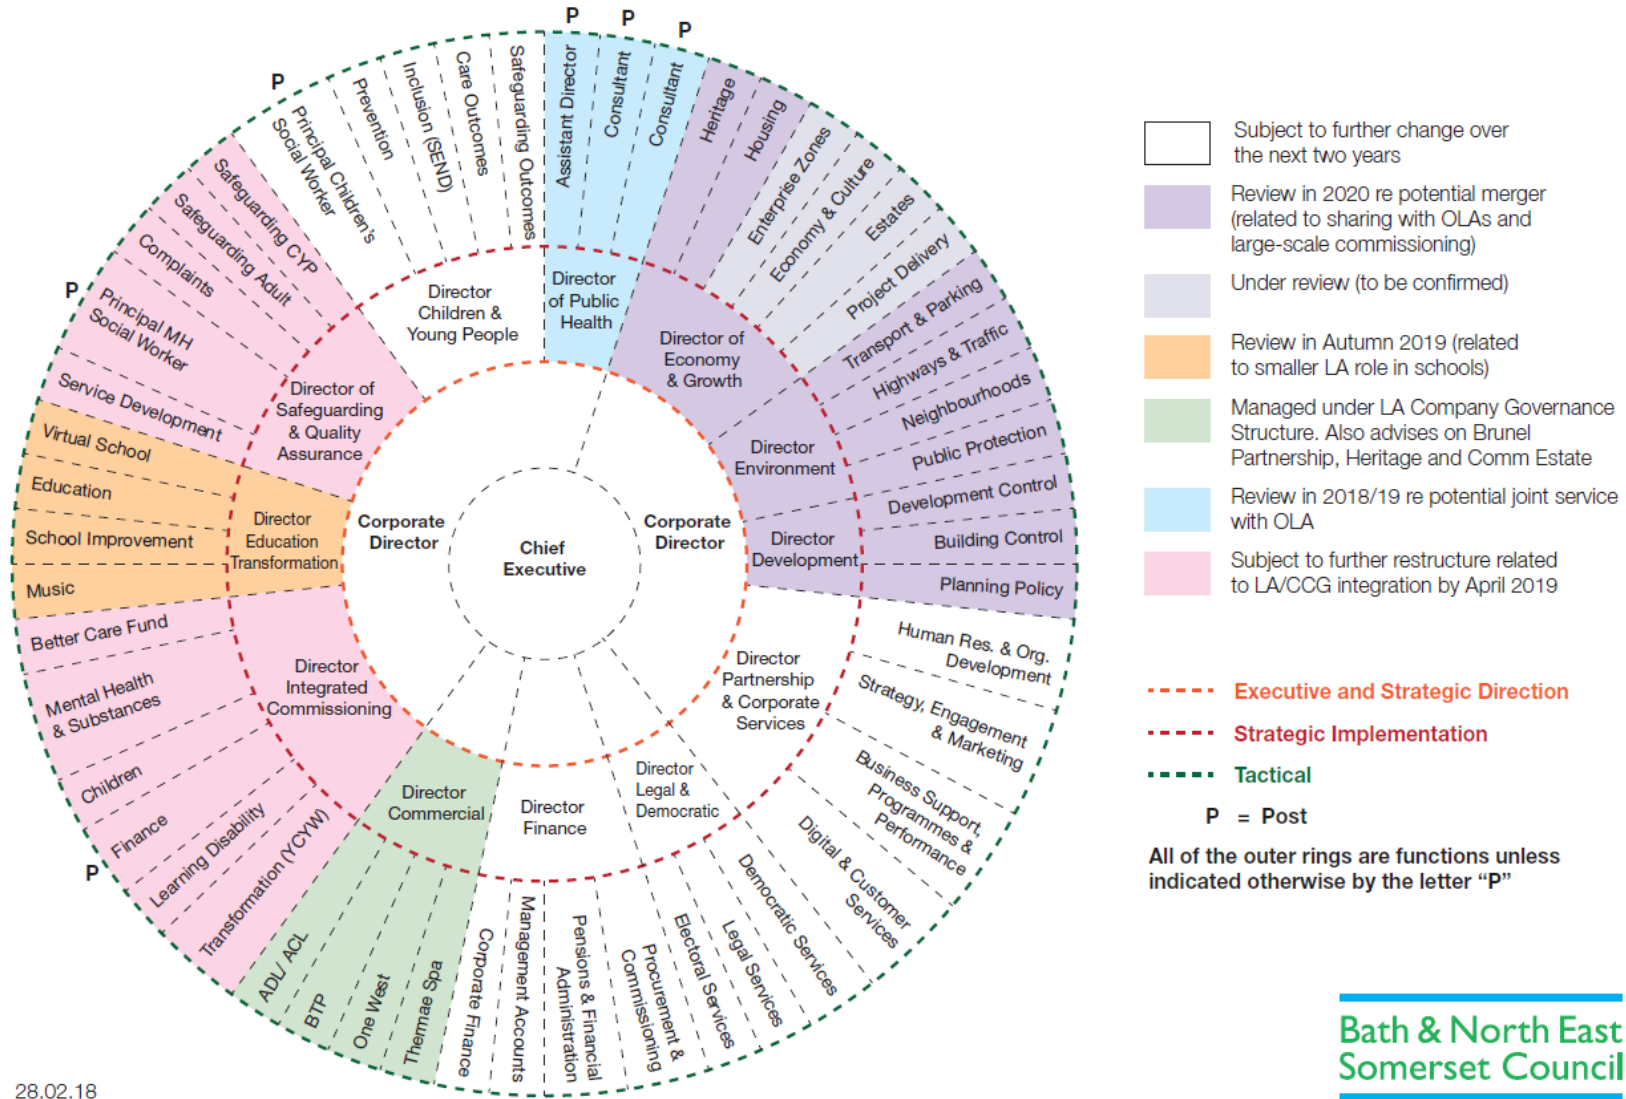 P
P
P
P
P
P
Safeguarding CYP
Safeguarding Adult
Complaints
Principal MH
Social Worker
Service Development
Virtual School
Education
School Improvement
Music
Better Care Fund
Mental Health
& Substances
Children
Finance
Learning Disability
Transformation (YCYW)
ADL/ ACL
BTP
One West
Thermae Spa
Corporate Finance
Management Accounts
Pensions & Financial
Administration
Procurement &
Commissioning
Electoral Services
Legal Services
Democratic Services
Digital & Customer
Services
Business Support,
Programmes &
Performance
Strategy, Engagement
& Marketing
Human Res. & Org.
Development
Planning Policy
Building Control
Development Control
Public Protection
Neighbourhoods
Highways & Traffic
Transport & Parking
Project Delivery
Estates
Economy & Culture
Enterprise Zones
Housing
Heritage
Consultant
Consultant
Assistant Director
Safeguarding Outcomes
Care Outcomes
Inclusion (SEND)
Prevention
Principal Children's
Social Worker
Director
Children &
Young People
Director
of Public
Health
Director of
Economy
& Growth
Director
Environment
Director
Development
Director
Partnership
& Corporate
Services
Director
Legal &
Democratic
Director
Finance
Director
Commercial
Director
Integrated
Commissioning
Director
Education
Transformation
Director of
Safeguarding
& Quality
Assurance
Corporate
Director
Chief
Executive
Corporate
Director
Subject to further change over
the next two years
Review in 2020 re potential merger
(related to sharing with OLAs and
large-scale commissioning)
Under review (to be confirmed)
Review in Autumn 2019 (related
to smaller LA role in schools)
Managed under LA Company Governance
Structure. Also advises on Brunel
Partnership, Heritage and Comm Estate
Review in 2018/19 re potential joint service
with OLA
Subject to further restructure related
to LA/CCG integration by April 2019
Executive and Strategic Direction
Strategic Implementation
Tactical
P = Post
All of the outer rings are functions unless
indicated otherwise by the letter “P”
Bath & North East
Somerset Council
28.02.18